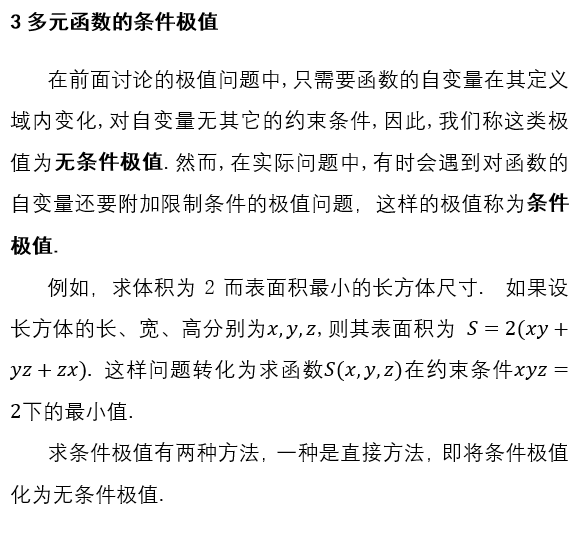 3 多元函数的条件极值
在前面讨论的极值问题中, 只需要函数的自变量在其定义
域内变化, 对自变量无其它的约束条件, 因此, 我们称这类极
值为无条件极值. 然而, 在实际问题中, 有时会遇到对函数的
自变量还要附加限制条件的极值问题, 这样的极值称为条件
极值.
例如, 求体积为 2 而表面积最小的长方体尺寸. 如果设
长方体的长、宽、高分别为x, y, z, 则其表面积为 S = 2(xy +
yz + zx). 这样问题转化为求函数S(x, y, z)在约束条件xyz =
2下的最小值.
求条件极值有两种方法, 一种是直接方法, 即将条件极值
化为无条件极值.